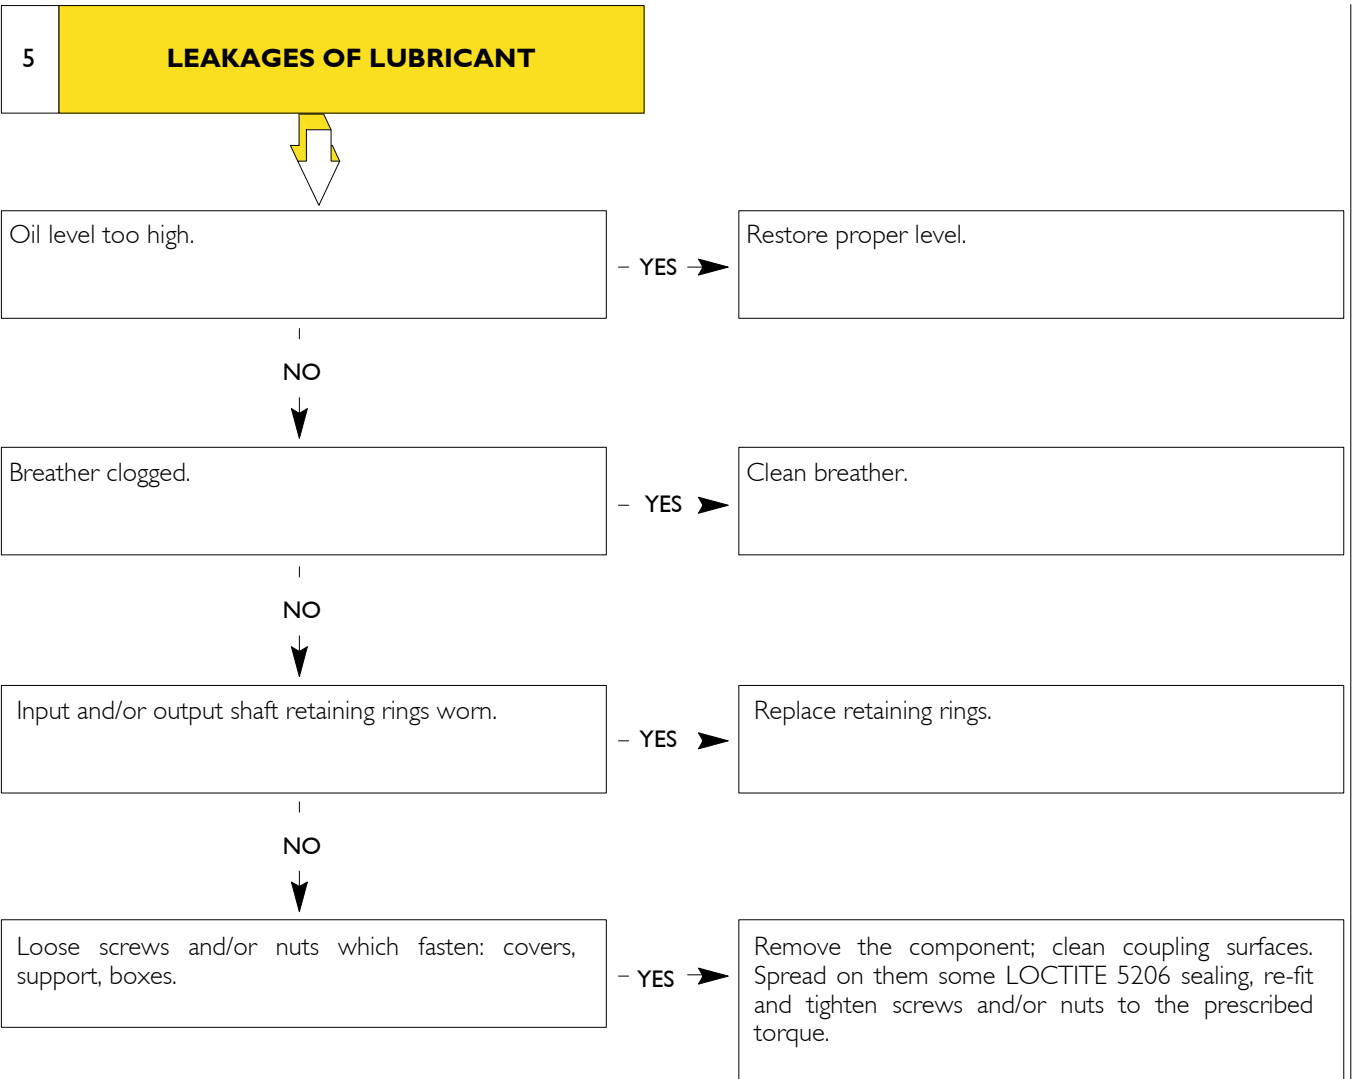 5
LEAKAGES OF LUBRICANT
Oil level too high.
YES
Restore proper level.
NO
Breather clogged.
YES
Clean breather.
NO
Input and/or output shaft retaining rings worn.
YES
Replace retaining rings.
NO
Loose screws and/or nuts which fasten: covers,
support, boxes.
YES
Remove the component; clean coupling surfaces.
Spread on them some LOCTITE 5206 sealing, re-fit
and tighten screws and/or nuts to the prescribed
torque.